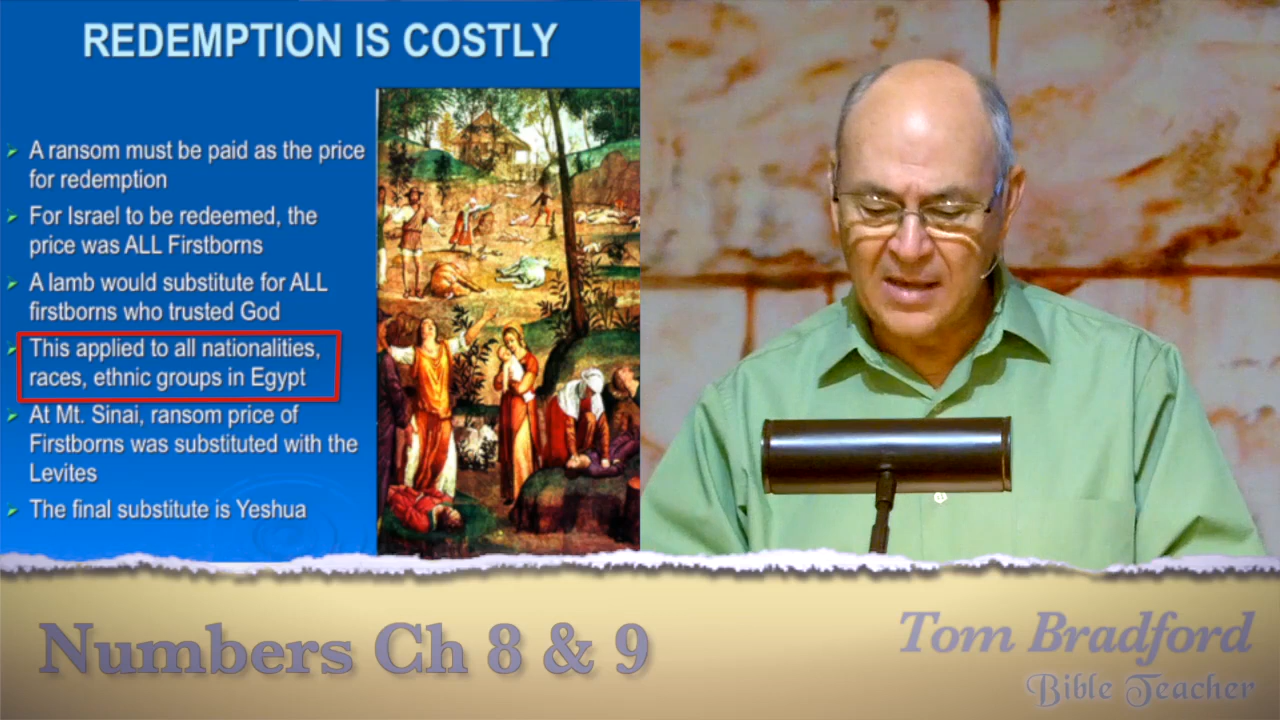 REDEMPTION IS COSTLY
A ransom must be paid as the price
for redemption
For Israel to be redeemed, the
price was ALL Firstborns
A lamb would substitute for ALL
firstborns who trusted God
This applied to all nationalities,
races, ethnic groups in Egypt
At Mt. Sinai, ransom price of
Firstborns was substituted with the
Levites
The final substitute is Yeshua
Numbers Ch 8 & 9
Tom Bradford
Bible Teacher